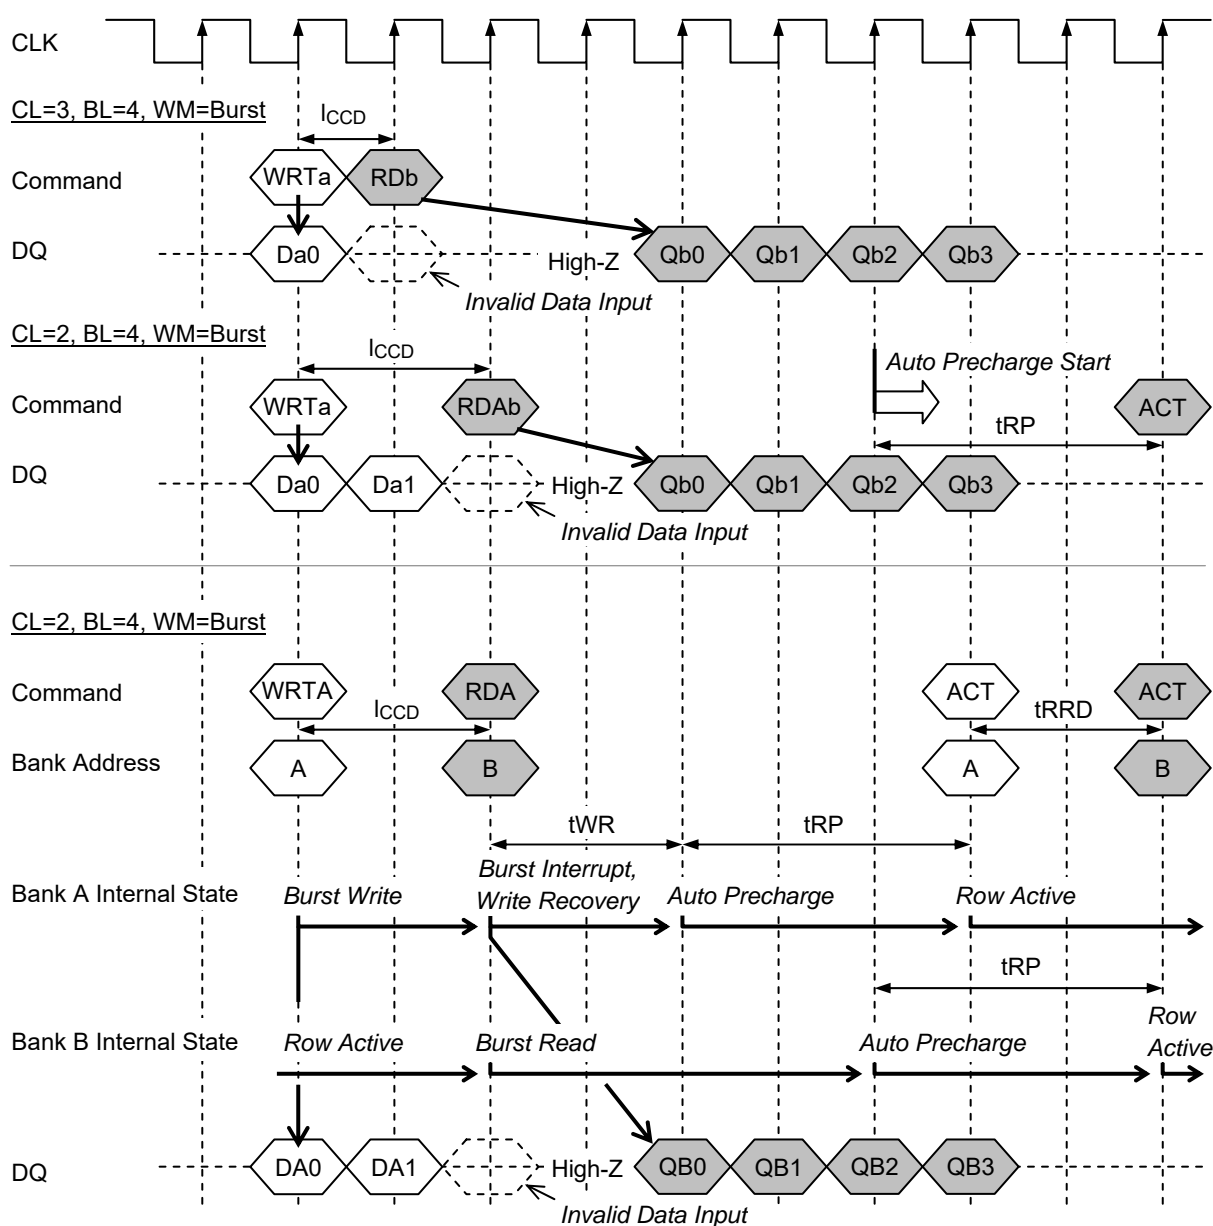 CLK
CL=3, BL=4, WM=Burst
lCCD
Command WRTa RDb
DQ Da0 High-Z Qb0 Qb1 Qb2 Qb3
Invalid Data Input
CL=2, BL=4, WM=Burst
lCCD
Auto Precharge Start
Command WRTa RDAb ACT
tRP
DQ Da0 Da1 High-Z Qb0 Qb1 Qb2 Qb3
Invalid Data Input
CL=2, BL=4, WM=Burst
Command WRTA RDA ACT ACT
lCCD tRRD
Bank Address A B A B
tWR tRP
Burst Interrupt,
Bank A Internal State Burst Write Write Recovery Auto Precharge Row Active
tRP
Row
Bank B Internal State Row Active Burst Read Auto Precharge Active
DQ DA0 DA1 High-Z QB0 QB1 QB2 QB3
Invalid Data Input